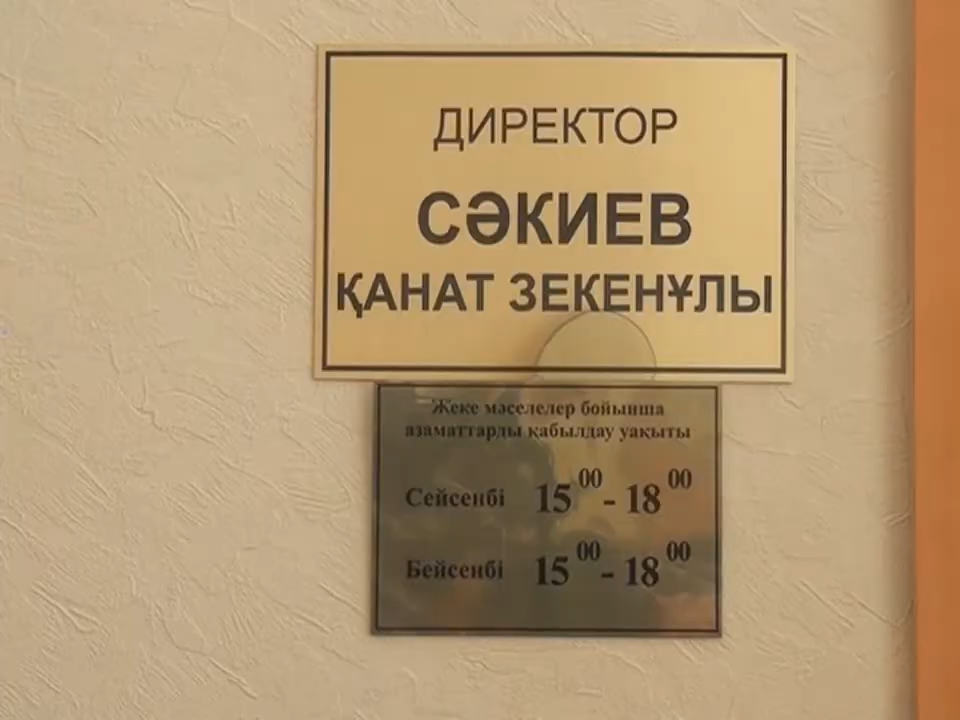 ДИРЕКТОР
СӘКИЕВ
ҚАНАТ ЗЕКЕНҰЛЫ
Жеке мәселелер бойынша
азаматтарды қабылдау уақыты
Сейсенбі 15 00 - 18 00
Бейсенбі 15 00 - 18 00